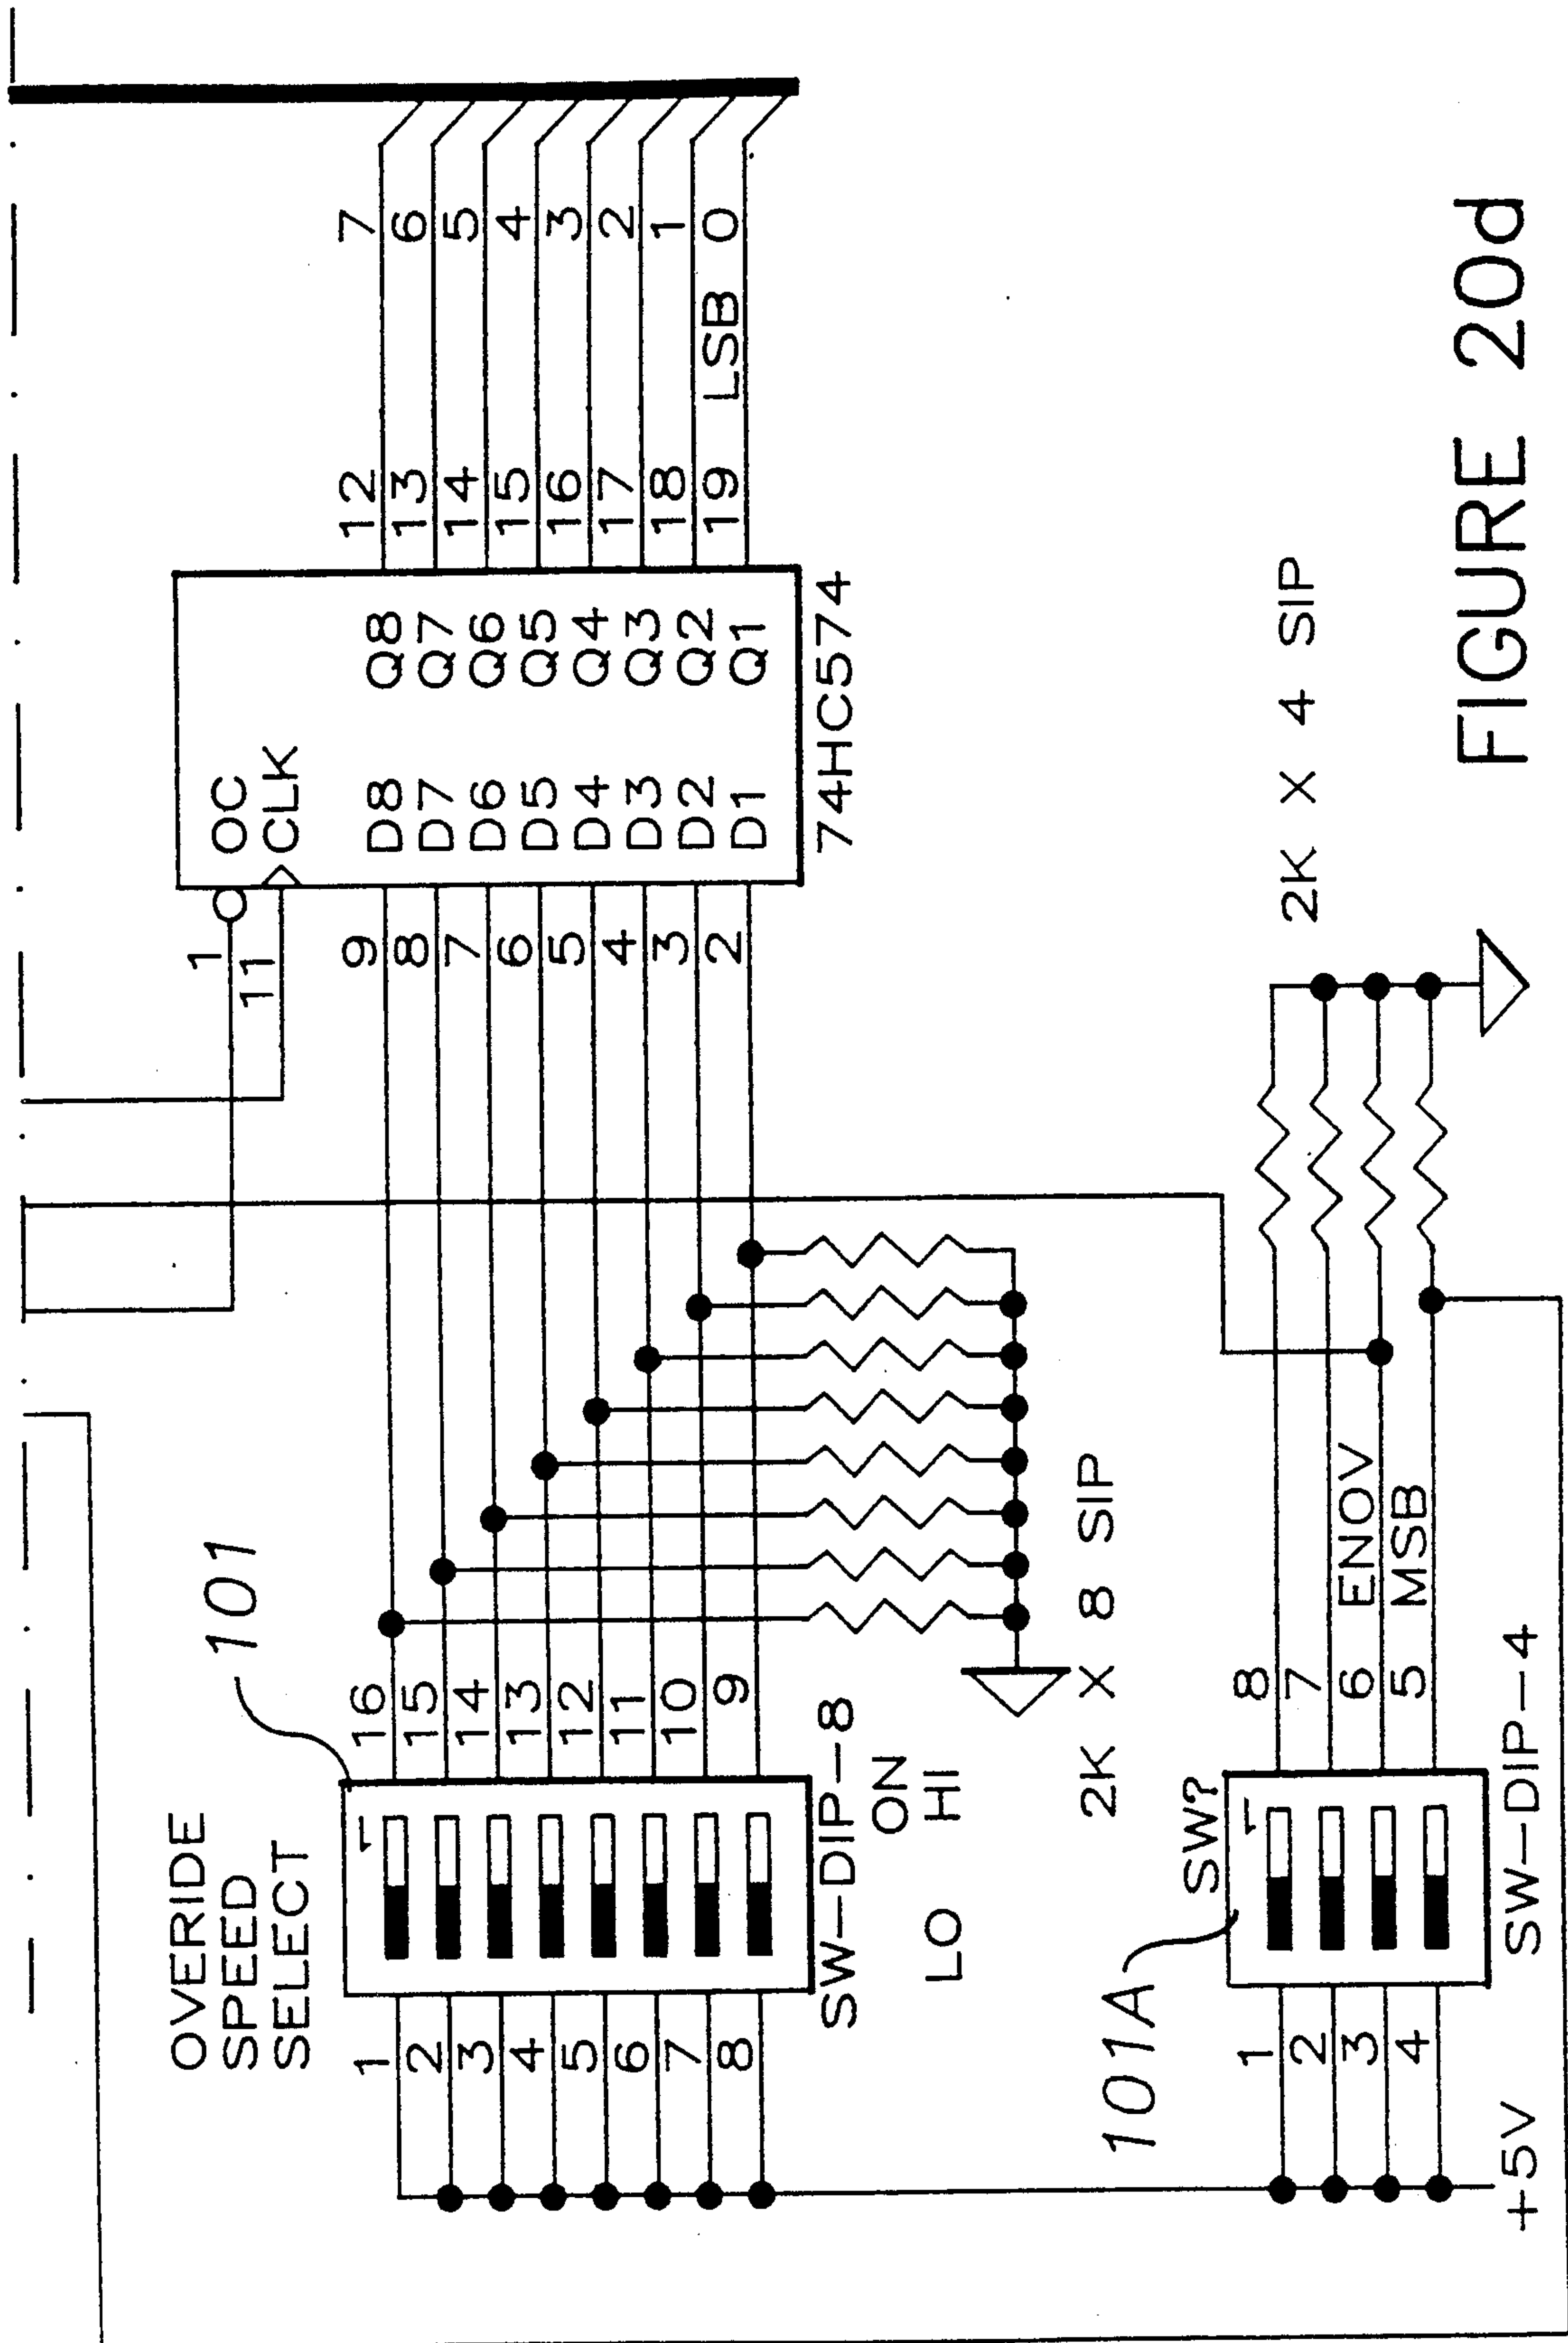 OVERIDE
SPEED
SELECT
101
1 16
2 15
3 14
4 13
5 12
6 11
7 10
8 9
SW-DIP-8
ON
LO HI
2K X 8 SIP
1 OC
11 CLK
9 D8 Q8 12 7
8 D7 Q7 13 6
7 D6 Q6 14 5
6 D5 Q5 15 4
5 D4 Q4 16 3
4 D3 Q3 17 2
3 D2 Q2 18 1
2 D1 Q1 19 LSB 0
74HC574
101A
SW?
1 8
2 7
3 6 ENOV
4 5 MSB
SW-DIP-4
+5V
2K X 4 SIP
FIGURE 20d